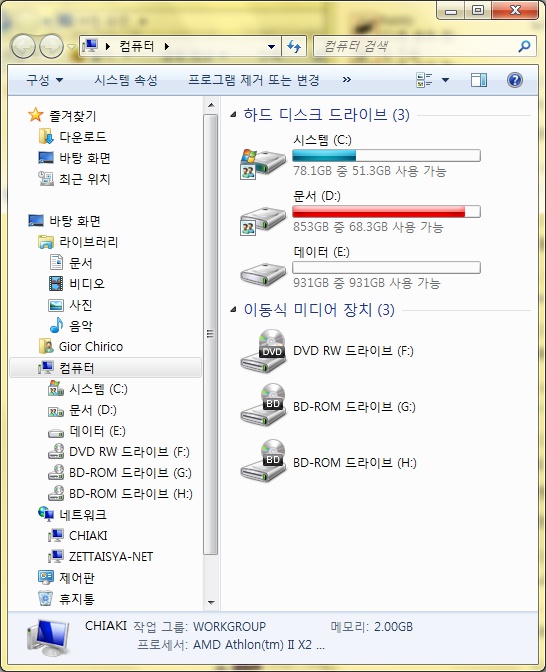 컴퓨터
컴퓨터 검색
구성 시스템 속성 프로그램 제거 또는 변경 »
즐겨찾기
다운로드
바탕 화면
최근 위치
바탕 화면
라이브러리
문서
비디오
사진
음악
Gior Chirico
컴퓨터
시스템 (C:)
문서 (D:)
데이터 (E:)
DVD RW 드라이브 (F:)
BD-ROM 드라이브 (G:)
BD-ROM 드라이브 (H:)
네트워크
CHIAKI
ZETTAISYA-NET
제어판
휴지통
하드 디스크 드라이브 (3)
시스템 (C:)
78.1GB 중 51.3GB 사용 가능
문서 (D:)
853GB 중 68.3GB 사용 가능
데이터 (E:)
931GB 중 931GB 사용 가능
이동식 미디어 장치 (3)
DVD
DVD RW 드라이브 (F:)
BD
BD-ROM 드라이브 (G:)
BD
BD-ROM 드라이브 (H:)
CHIAKI 작업 그룹: WORKGROUP 메모리: 2.00GB
프로세서: AMD Athlon(tm) II X2 ...